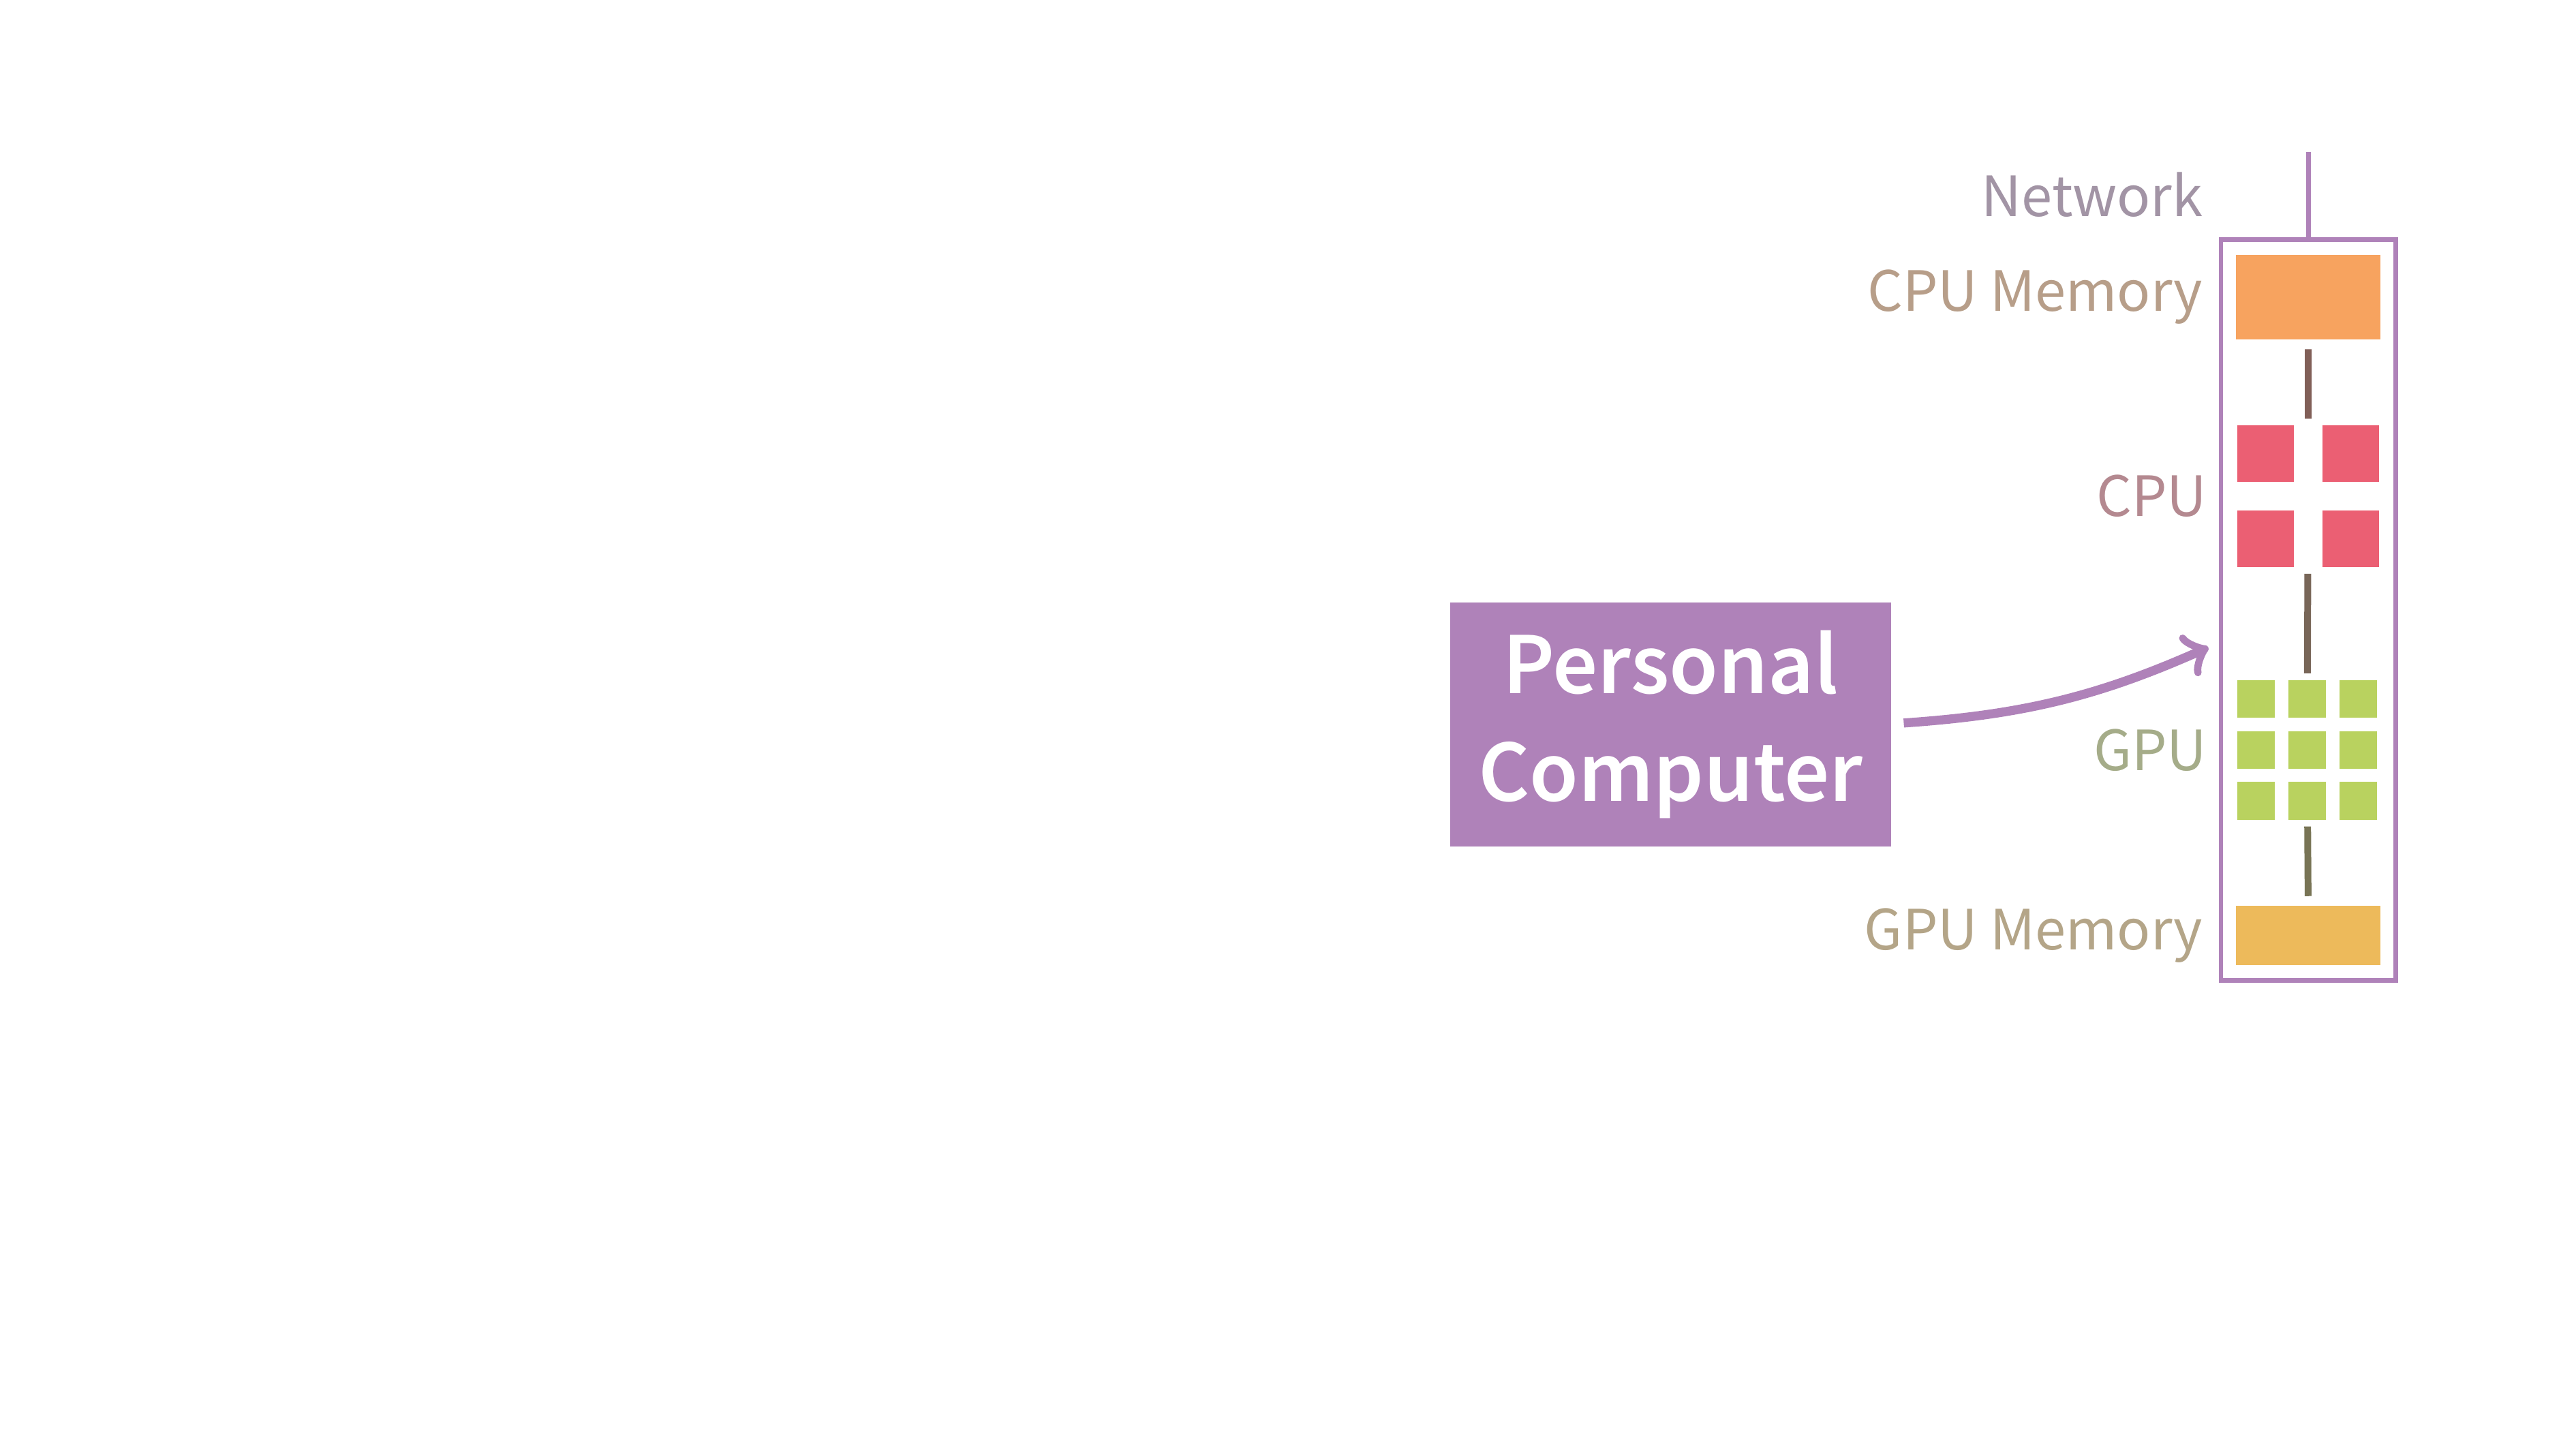 Network
CPU Memory
CPU
Personal
Computer
GPU
GPU Memory